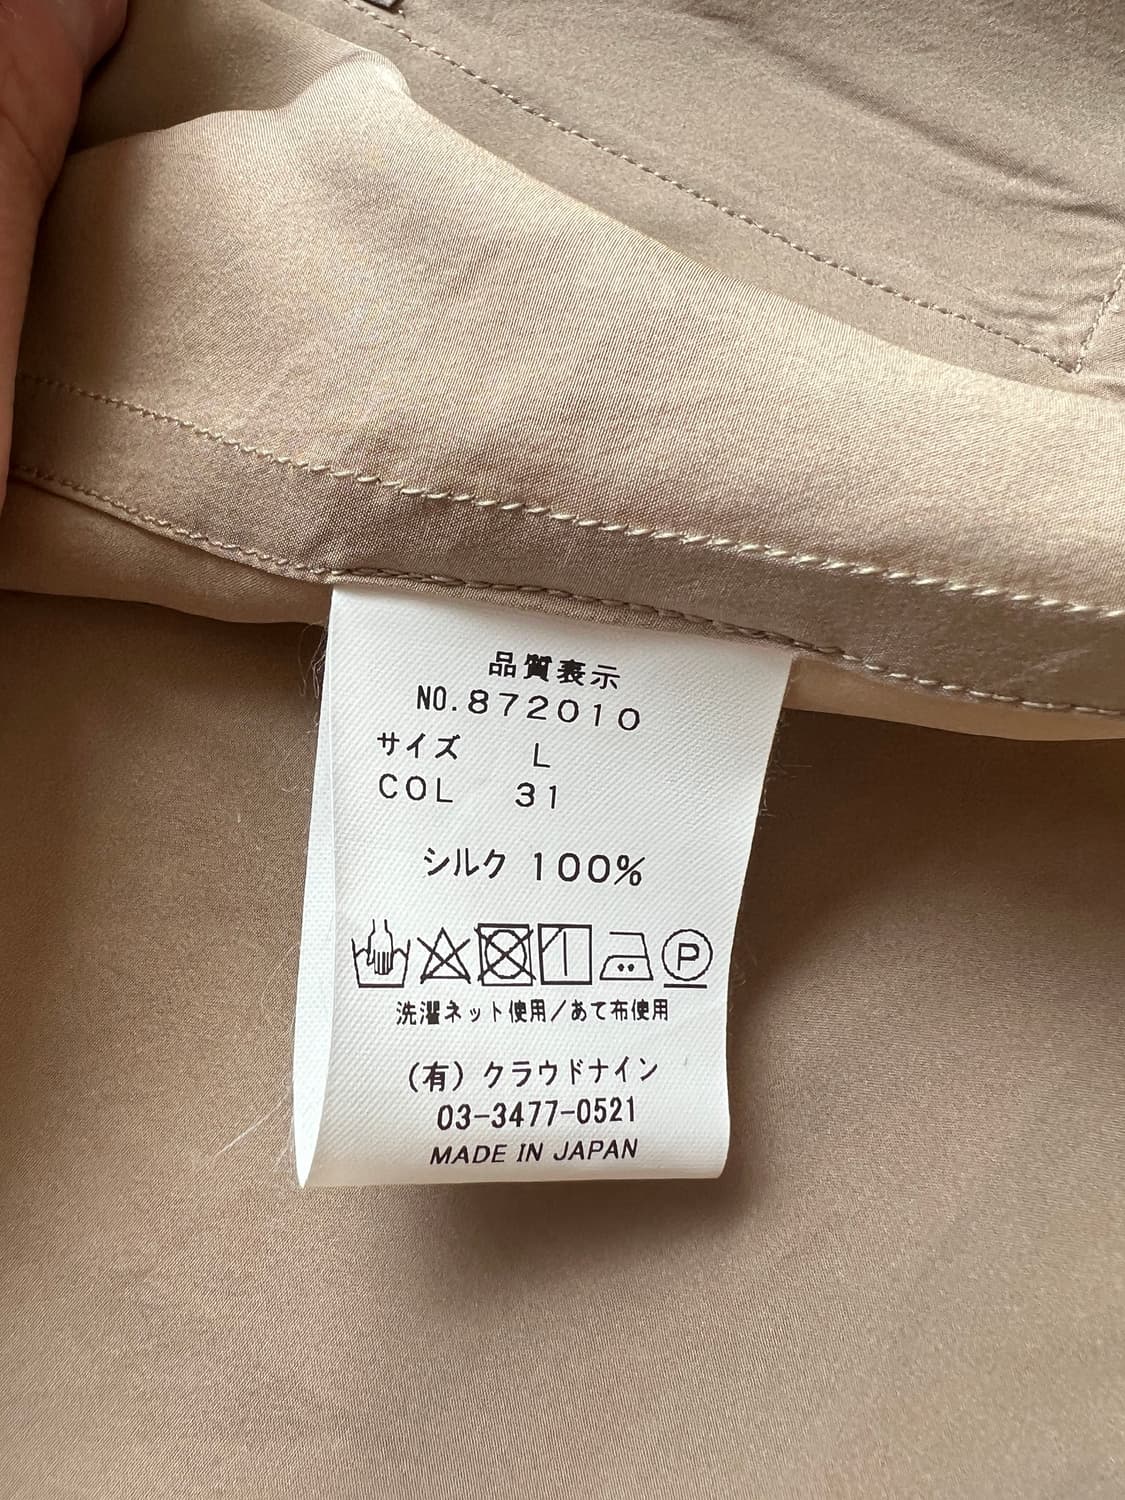 品質表示
NO.872010
サイズ L
COL 31
シルク 100%
P
洗濯ネット使用/あて布使用
(有)クラウドナイン
03-3477-0521
MADE IN JAPAN